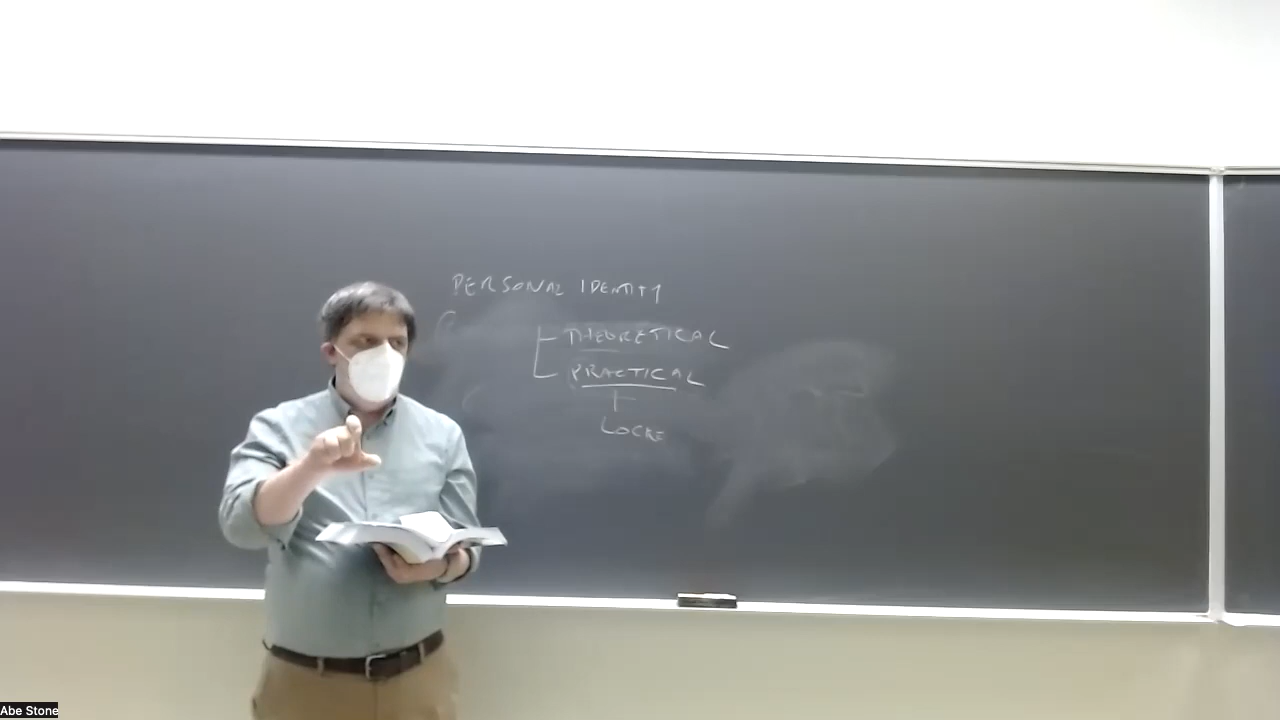 PERSONAL IDENTITY
THEORETICAL
PRACTICAL
LOCKE
Abe Stone